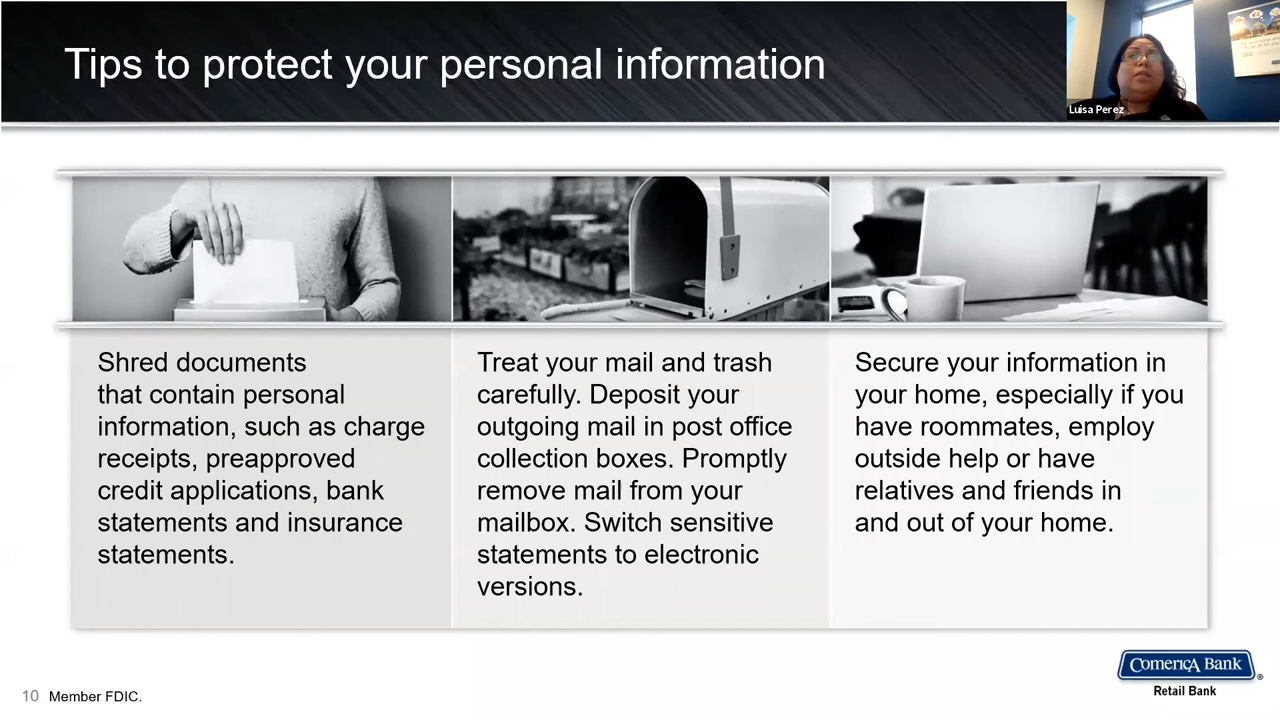 Tips to protect your personal information
Luisa Perez
Shred documents
that contain personal
information, such as charge
receipts, preapproved
credit applications, bank
statements and insurance
statements.
Treat your mail and trash
carefully. Deposit your
outgoing mail in post office
collection boxes. Promptly
remove mail from your
mailbox. Switch sensitive
statements to electronic
versions.
Secure your information in
your home, especially if you
have roommates, employ
outside help or have
relatives and friends in
and out of your home.
ComericA Bank ®
Retail Bank
10 Member FDIC.